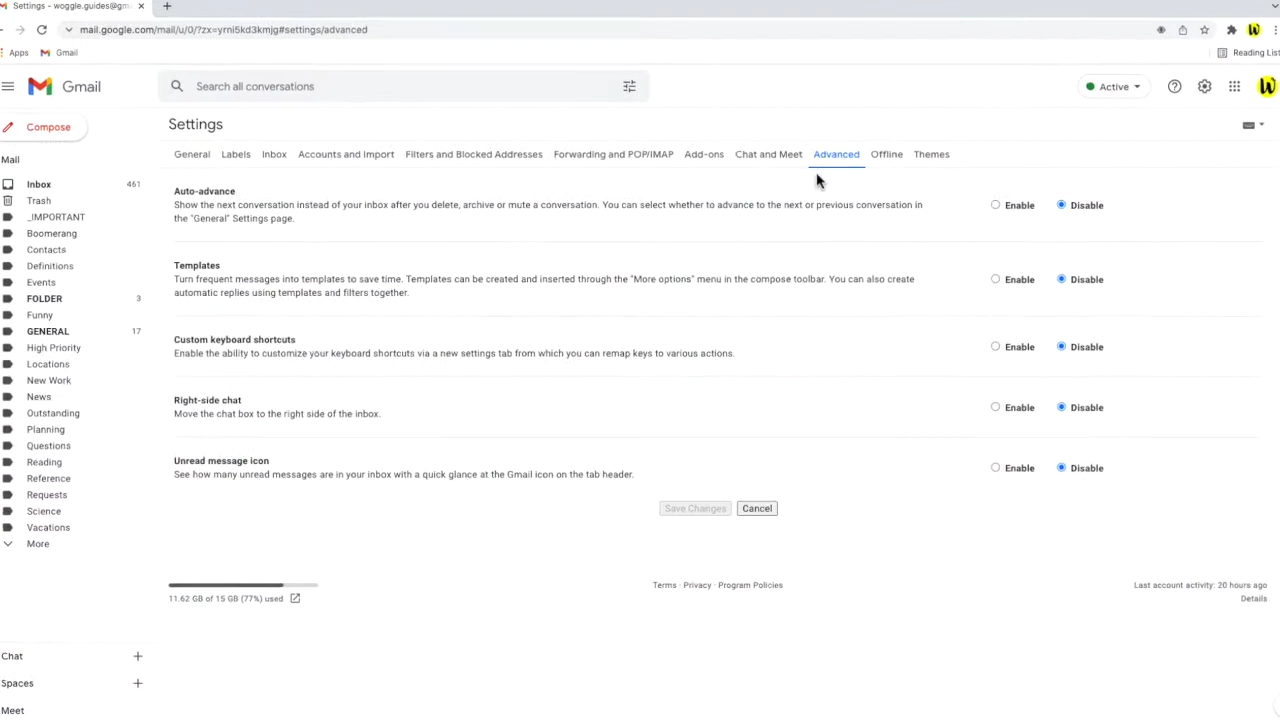 Settings - woggle.guides@gm
mail.google.com/mail/u/0/?zx=yrni5kd3kmjg#settings/advanced
Apps Gmail Reading List
Gmail Search all conversations Active
Compose
Settings
General Labels Inbox Accounts and Import Filters and Blocked Addresses Forwarding and POP/IMAP Add-ons Chat and Meet Advanced Offline Themes
Mail
Inbox 461
Trash
_IMPORTANT
Boomerang
Contacts
Definitions
Events
FOLDER 3
Funny
GENERAL 17
High Priority
Locations
New Work
News
Outstanding
Planning
Questions
Reading
Reference
Requests
Science
Vacations
More
Auto-advance
Show the next conversation instead of your inbox after you delete, archive or mute a conversation. You can select whether to advance to the next or previous conversation in
the "General" Settings page.
Enable Disable
Templates
Turn frequent messages into templates to save time. Templates can be created and inserted through the "More options" menu in the compose toolbar. You can also create
automatic replies using templates and filters together.
Enable Disable
Custom keyboard shortcuts
Enable the ability to customize your keyboard shortcuts via a new settings tab from which you can remap keys to various actions.
Enable Disable
Right-side chat
Move the chat box to the right side of the inbox.
Enable Disable
Unread message icon
See how many unread messages are in your inbox with a quick glance at the Gmail icon on the tab header.
Enable Disable
Save Changes Cancel
11.62 GB of 15 GB (77%) used
Terms · Privacy · Program Policies
Last account activity: 20 hours ago
Details
Chat
Spaces
Meet